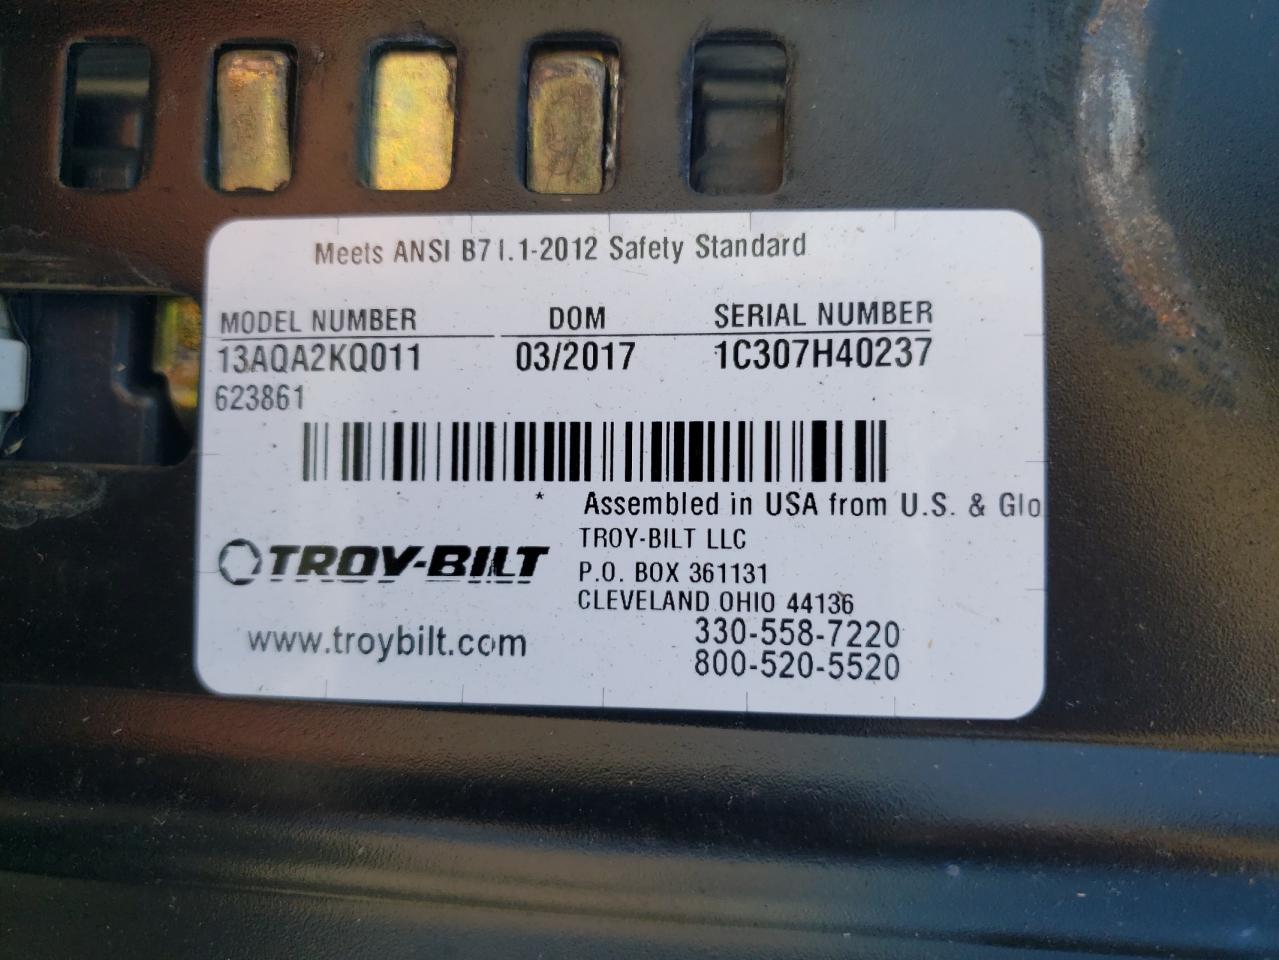 Meets ANSI B71.1-2012 Safety Standard
MODEL NUMBER DOM SERIAL NUMBER
13AQA2KQ011 03/2017 1C307H40237
623861
* Assembled in USA from U.S. & Glo
TROY-BILT
TROY-BILT LLC
P.O. BOX 361131
CLEVELAND OHIO 44136
www.troybilt.com
330-558-7220
800-520-5520